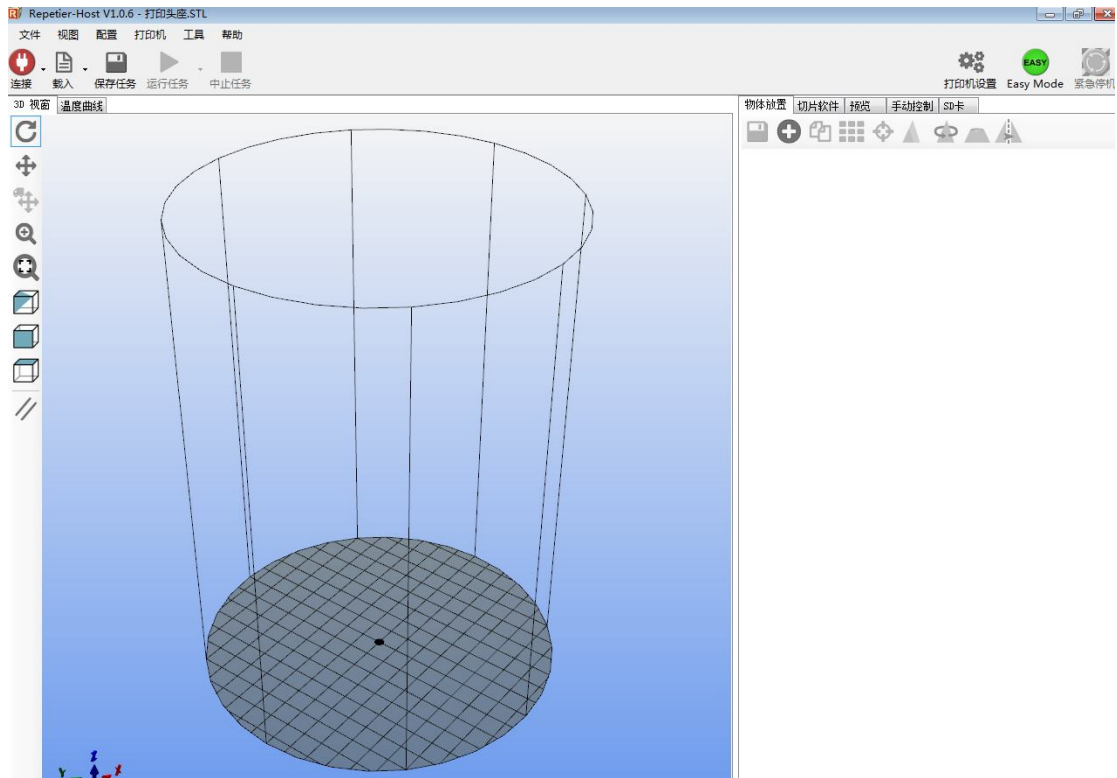 Repetier-Host V1.0.6 - 打印头座.STL
文件 视图 配置 打印机 工具 帮助
连接 载入 保存任务 运行任务 中止任务 打印机设置 EASY Easy Mode 紧急停机
3D 视窗 温度曲线 物体放置 切片软件 预览 手动控制 SD卡
Z
Y X